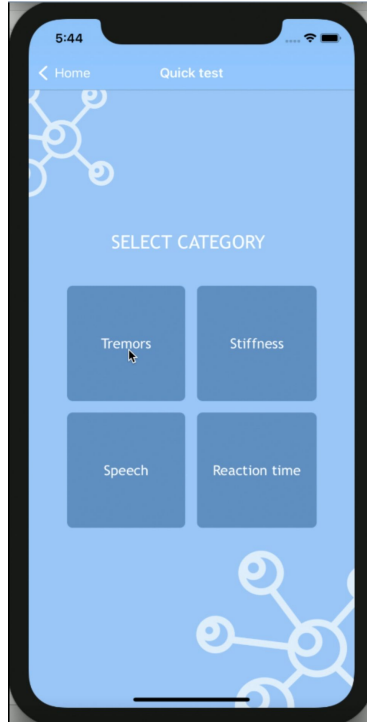 5:44
Home Quick test
SELECT CATEGORY
Tremors Stiffness
Speech Reaction time